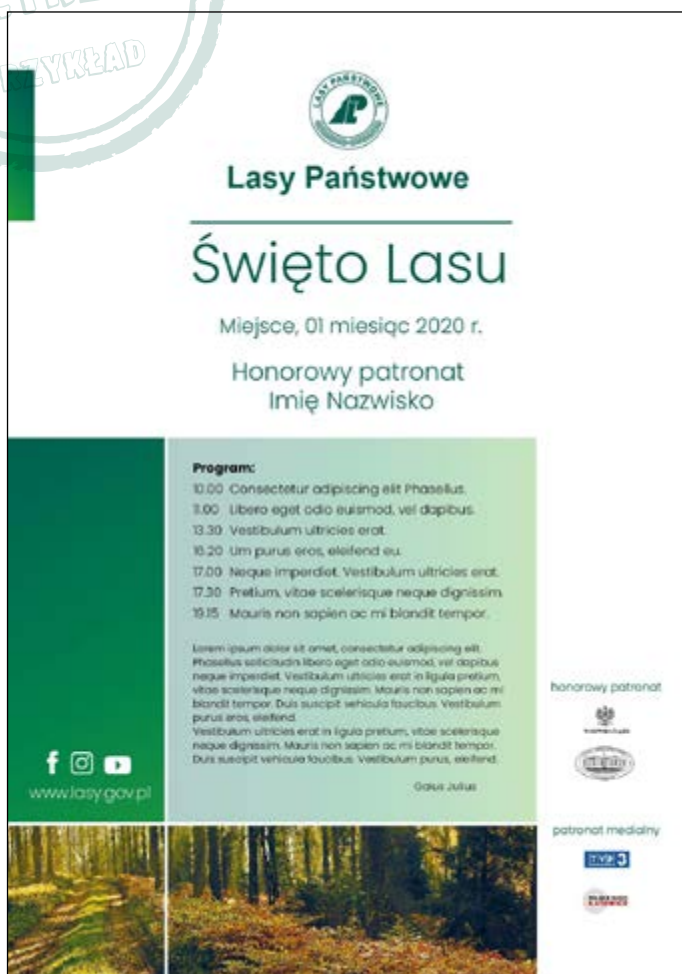 PRZYKŁAD
LASY PAŃSTWOWE
Lasy Państwowe
Święto Lasu
Miejsce, 01 miesiąc 2020 r.
Honorowy patronat
Imię Nazwisko
Program:
10.00 Consectetur adipiscing elit Phasellus.
11.00 Libero eget odio euismod, vel dapibus.
13.30 Vestibulum ultricies erat.
16.20 Um purus eros, eleifend eu.
17.00 Neque imperdiet. Vestibulum ultricies erat.
17.30 Pretium, vitae scelerisque neque dignissim.
19.15 Mauris non sapien ac mi blandit tempor.
Lorem ipsum dolor sit amet, consectetur adipiscing elit.
Phasellus sollicitudin libero eget odio euismod, vel dapibus
neque imperdiet. Vestibulum ultricies erat in ligula pretium,
vitae scelerisque neque dignissim. Mauris non sapien ac mi
blandit tempor. Duis suscipit vehicula faucibus. Vestibulum
purus eros, eleifend.
Vestibulum ultricies erat in ligula pretium, vitae scelerisque
neque dignissim. Mauris non sapien ac mi blandit tempor.
Duis suscipit vehicula faucibus. Vestibulum purus, eleifend.
Gaius Julius
www.lasy.gov.pl
honorowy patronat
patronat medialny
TVP3
KATOWICE